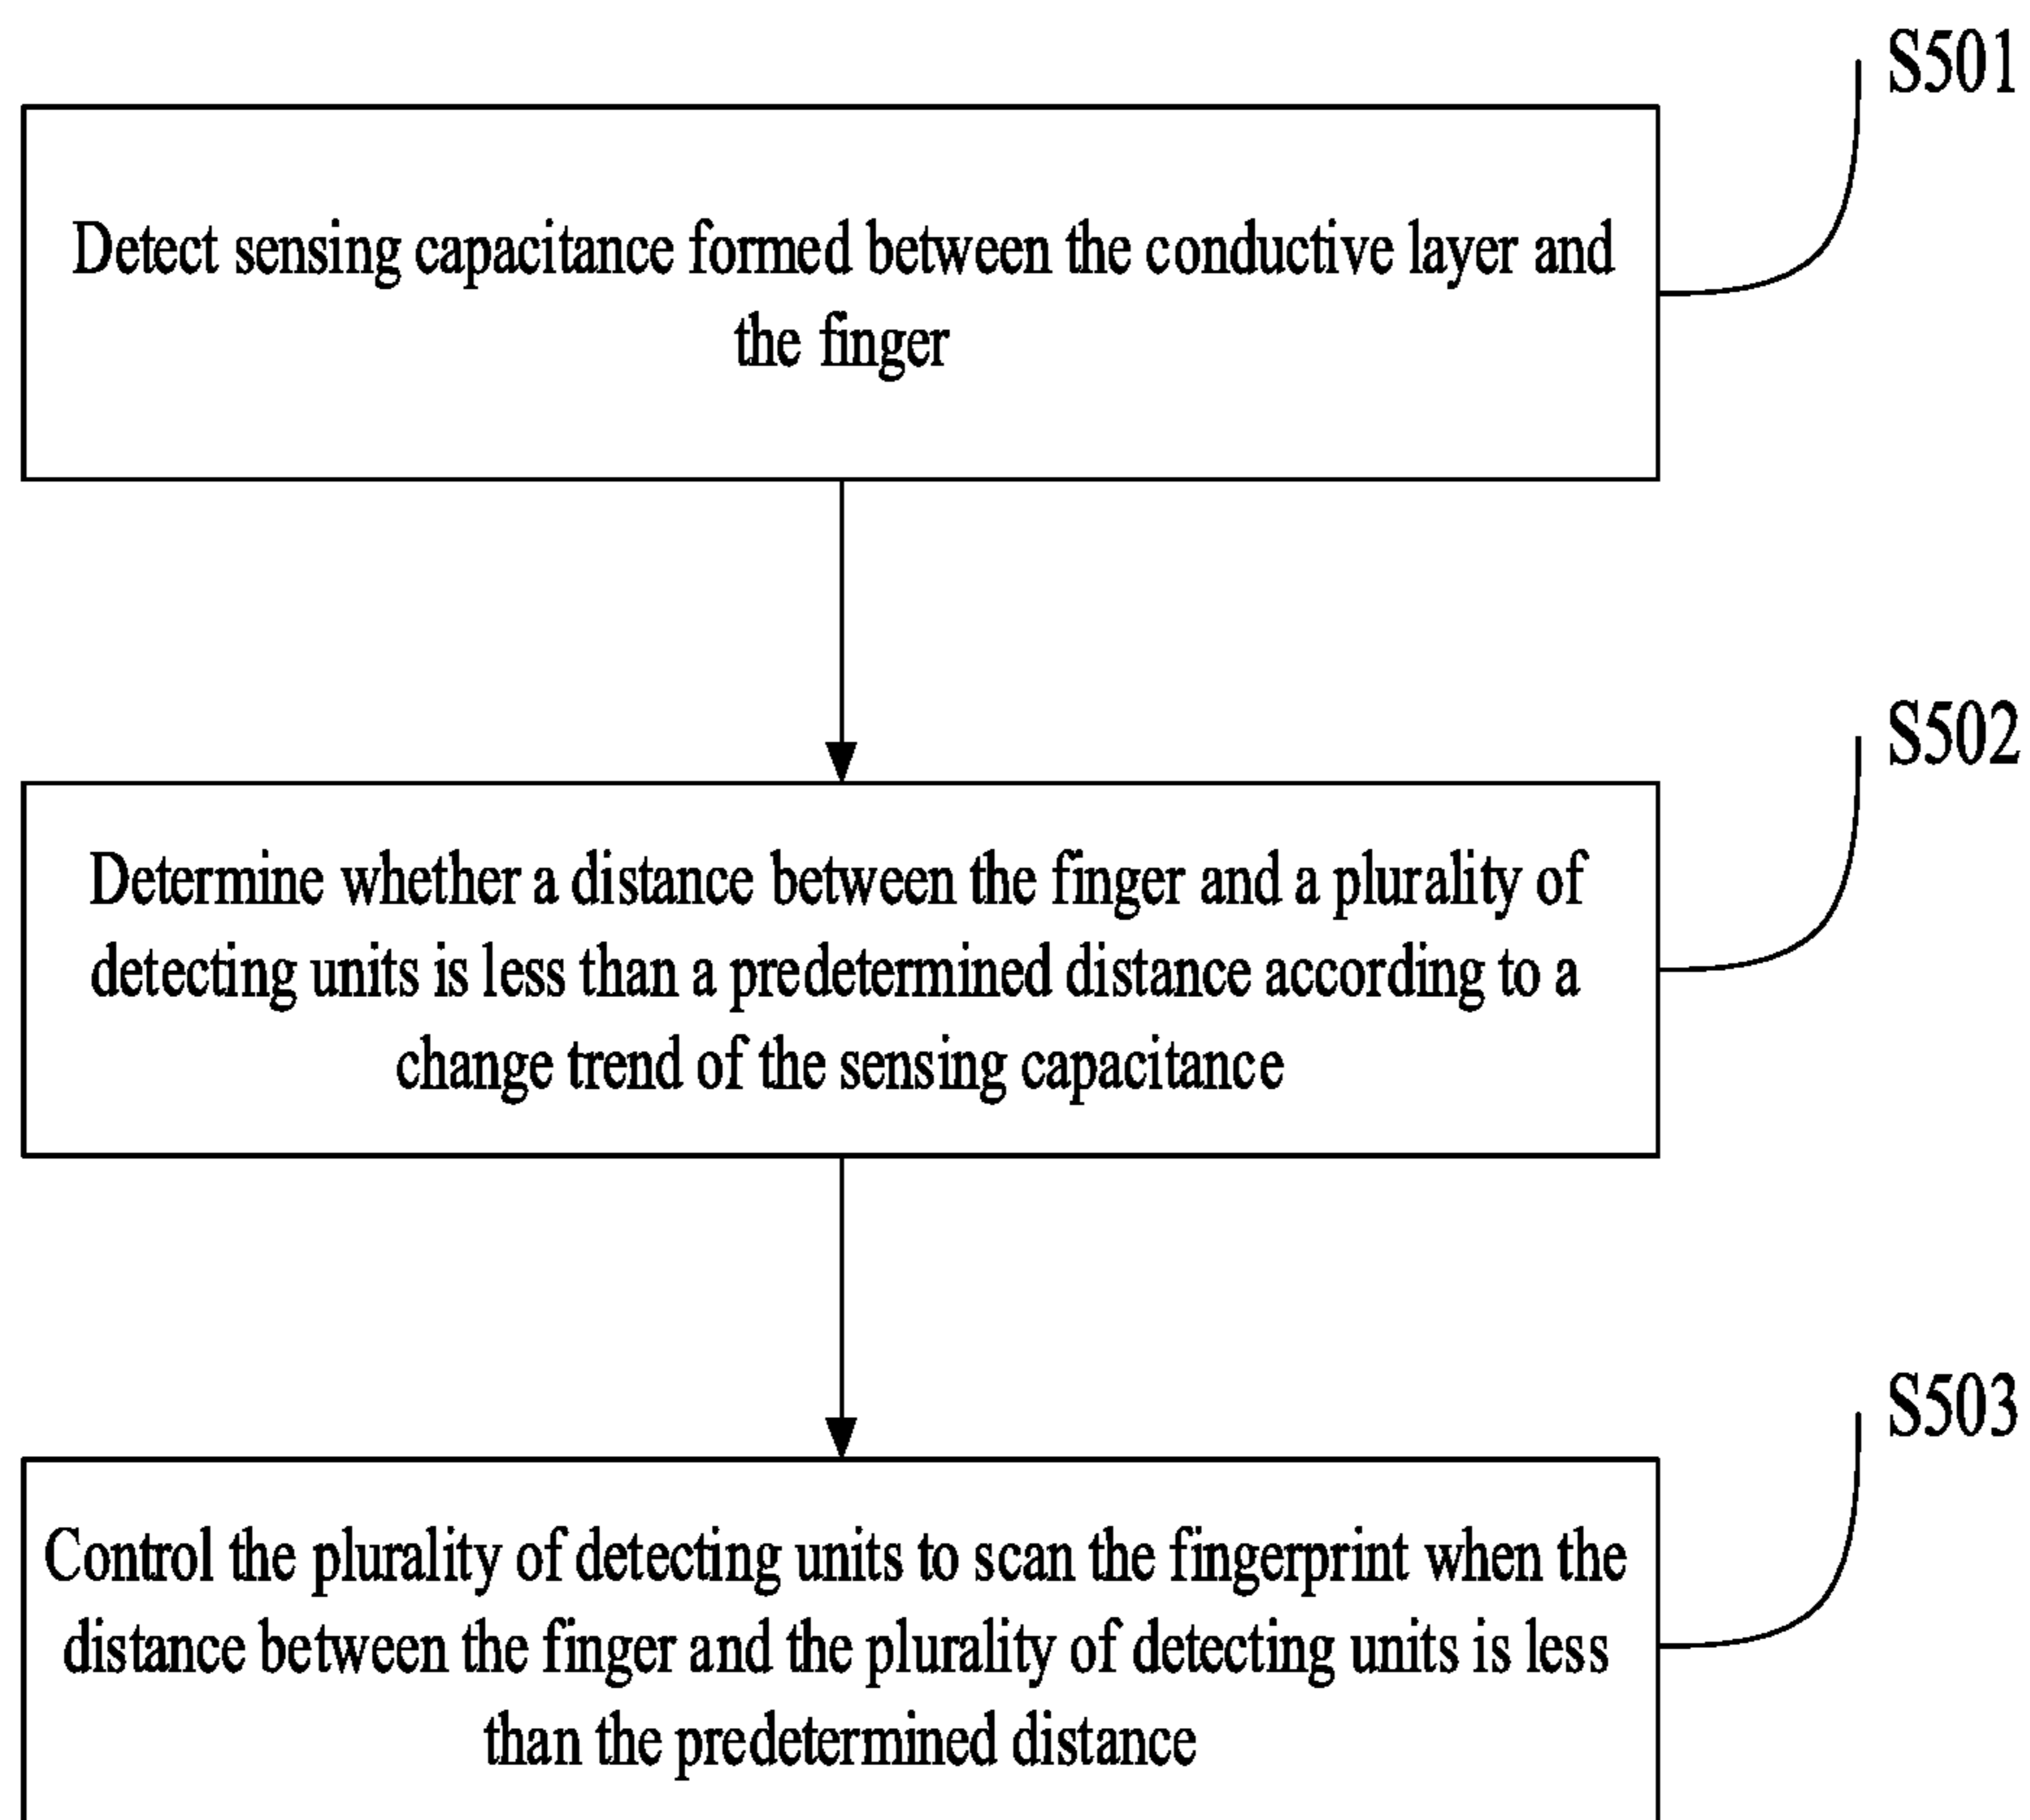 S501
Detect sensing capacitance formed between the conductive layer and
the finger
S502
Determine whether a distance between the finger and a plurality of
detecting units is less than a predetermined distance according to a
change trend of the sensing capacitance
S503
Control the plurality of detecting units to scan the fingerprint when the
distance between the finger and the plurality of detecting units is less
than the predetermined distance